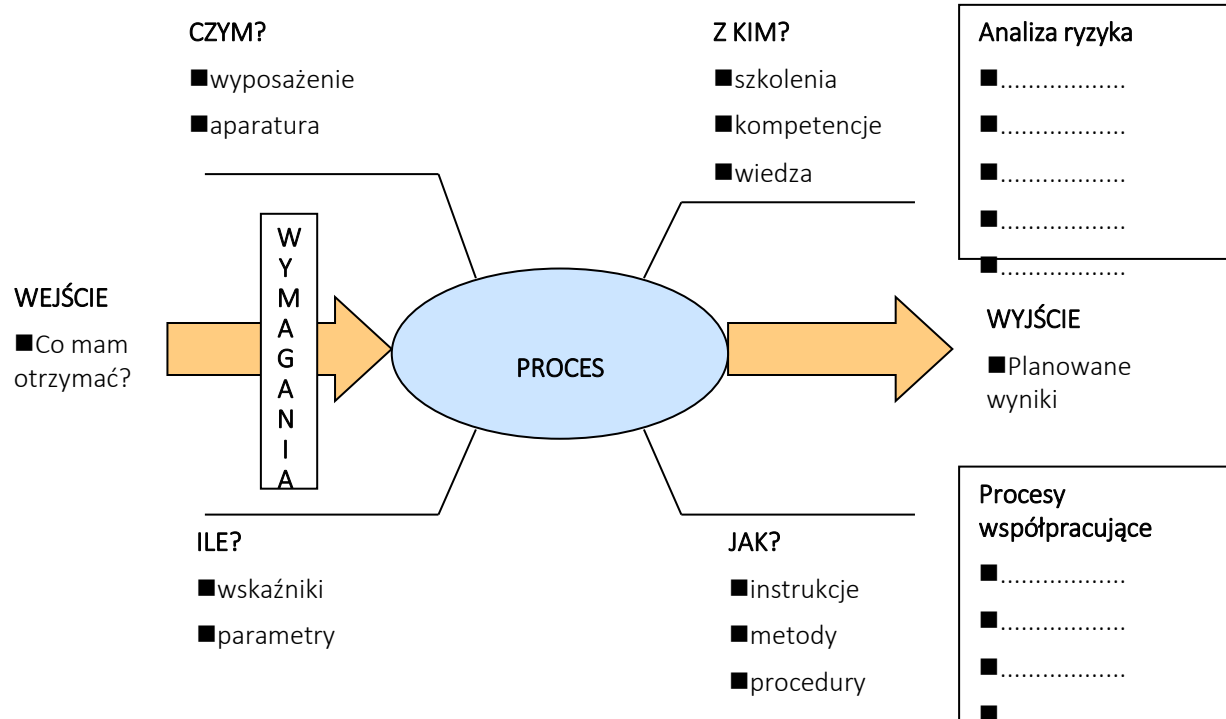 CZYM?
■wyposażenie
■aparatura
Z KIM?
■szkolenia
■kompetencje
■wiedza
Analiza ryzyka
■..................
■..................
■..................
■..................
■..................
WEJŚCIE
■Co mam
otrzymać?
WYMAGANIA
PROCES
WYJŚCIE
■Planowane
wyniki
ILE?
■wskaźniki
■parametry
JAK?
■instrukcje
■metody
■procedury
Procesy
współpracujące
■..................
■..................
■..................
■